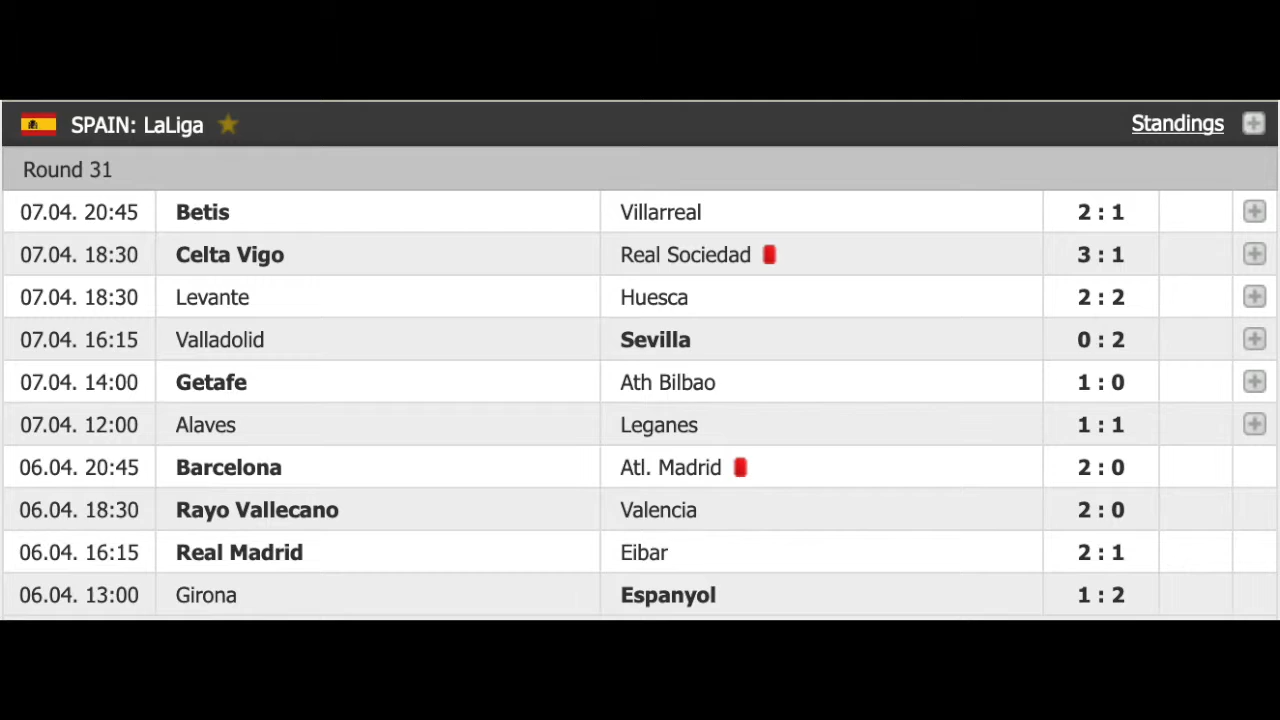 SPAIN: LaLiga Standings
Round 31
07.04. 20:45 Betis Villarreal 2 : 1
07.04. 18:30 Celta Vigo Real Sociedad 3 : 1
07.04. 18:30 Levante Huesca 2 : 2
07.04. 16:15 Valladolid Sevilla 0 : 2
07.04. 14:00 Getafe Ath Bilbao 1 : 0
07.04. 12:00 Alaves Leganes 1 : 1
06.04. 20:45 Barcelona Atl. Madrid 2 : 0
06.04. 18:30 Rayo Vallecano Valencia 2 : 0
06.04. 16:15 Real Madrid Eibar 2 : 1
06.04. 13:00 Girona Espanyol 1 : 2